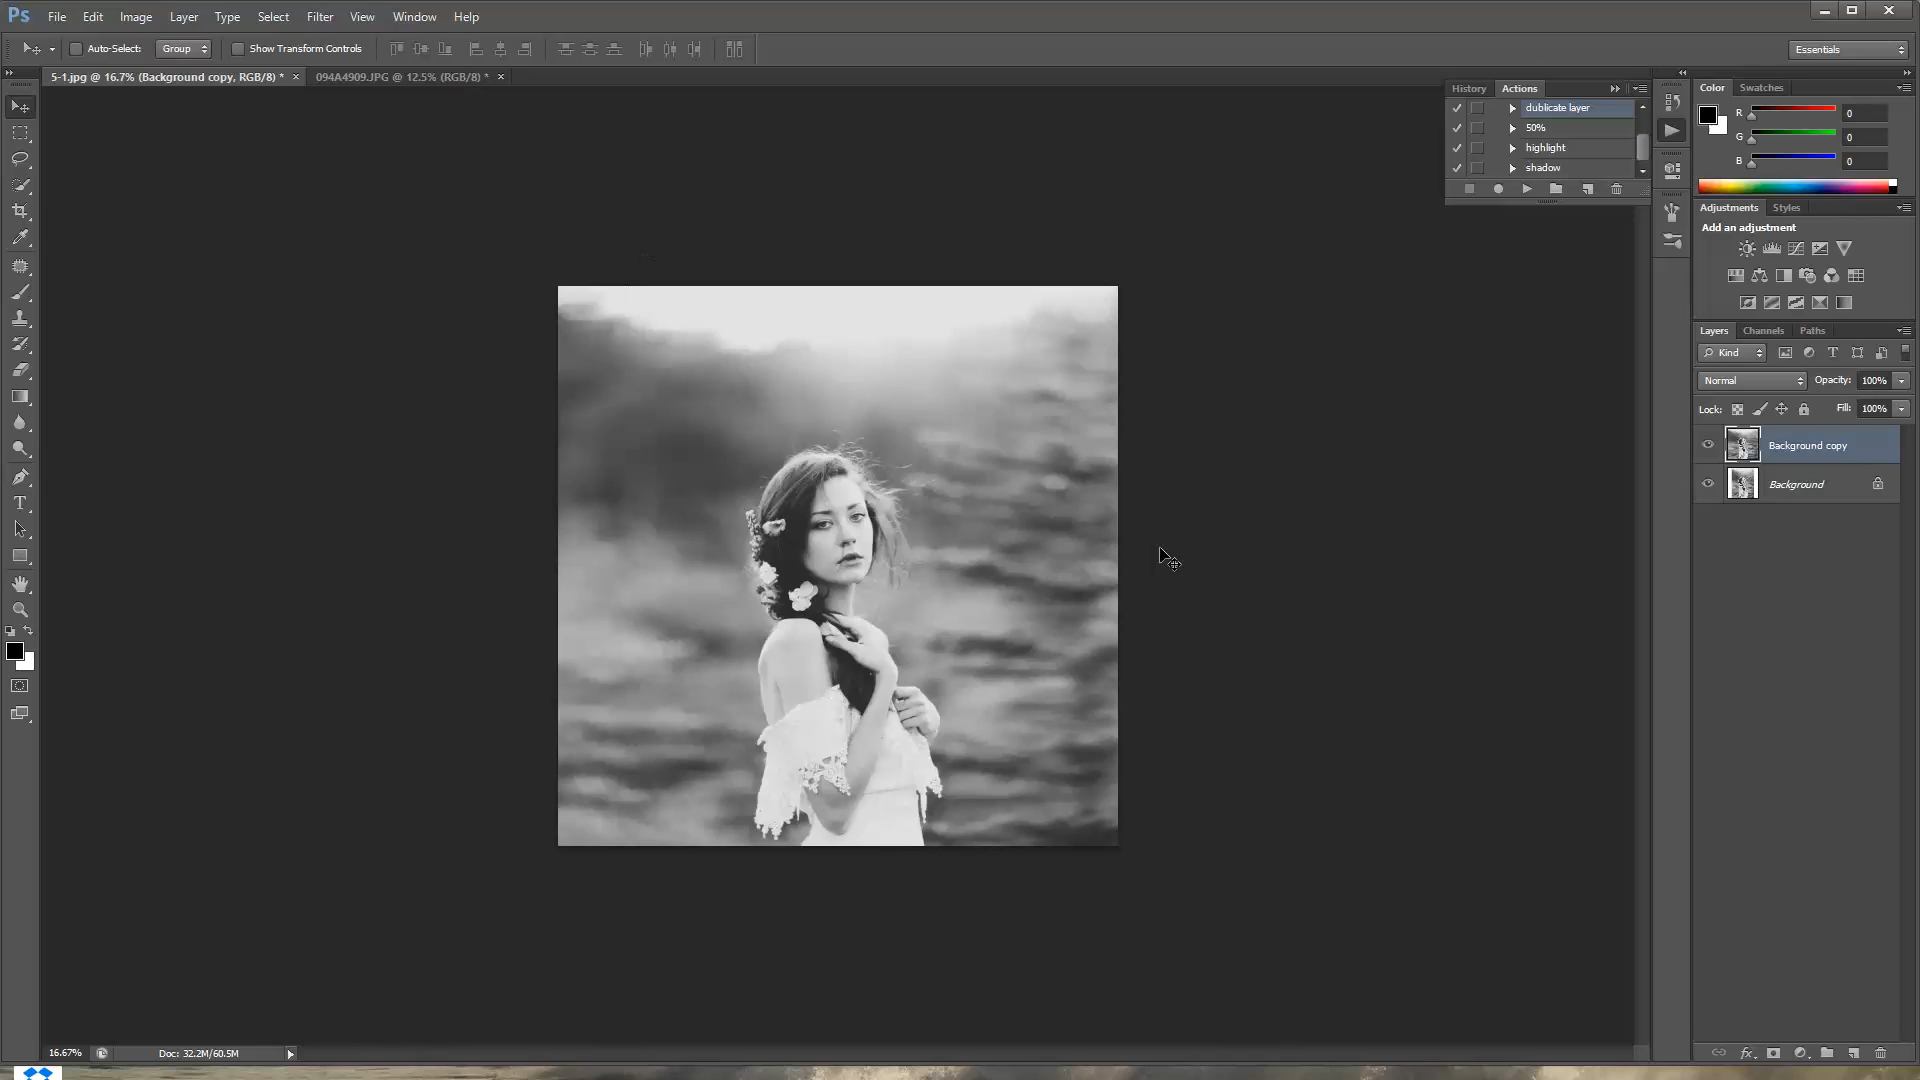 Ps File Edit Image Layer Type Select Filter View Window Help
Auto-Select: Group Show Transform Controls Essentials
5-1.jpg @ 16.7% (Background copy, RGB/8) * × 094A4909.JPG @ 12.5% (RGB/8) * ×
History Actions
dublicate layer
50%
highlight
shadow
Color Swatches
R 0
G 0
B 0
Adjustments Styles
Add an adjustment
Layers Channels Paths
Kind
Normal Opacity: 100%
Lock: Fill: 100%
Background copy
Background
16.67% Doc: 32.2M/60.5M